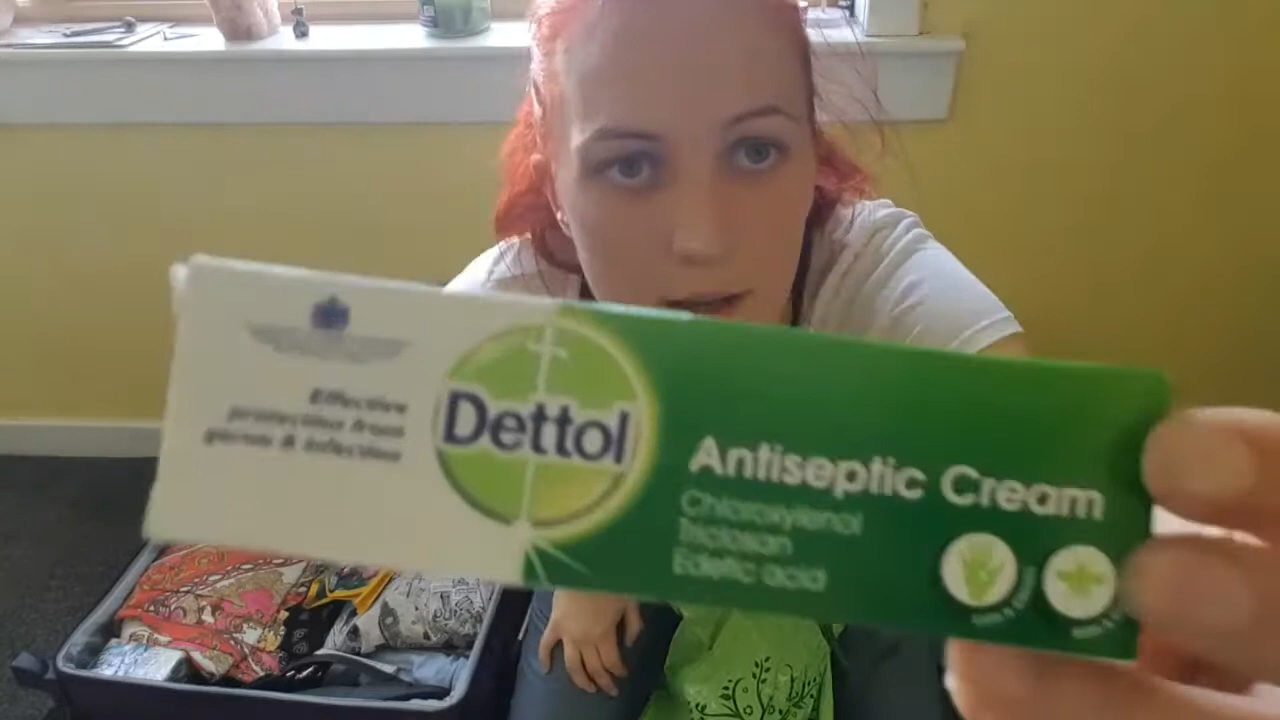 Effective
protection from
germs & infection
Dettol
Antiseptic Cream
Chloroxylenol
Triclosan
Edetic acid